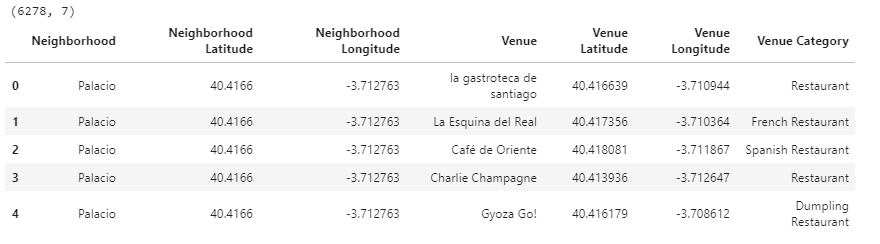 (6278, 7)
Neighborhood Neighborhood Latitude Neighborhood Longitude Venue Venue Latitude Venue Longitude Venue Category
0 Palacio 40.4166 -3.712763 la gastroteca de santiago 40.416639 -3.710944 Restaurant
1 Palacio 40.4166 -3.712763 La Esquina del Real 40.417356 -3.710364 French Restaurant
2 Palacio 40.4166 -3.712763 Café de Oriente 40.418081 -3.711867 Spanish Restaurant
3 Palacio 40.4166 -3.712763 Charlie Champagne 40.413936 -3.712647 Restaurant
4 Palacio 40.4166 -3.712763 Gyoza Go! 40.416179 -3.708612 Dumpling Restaurant